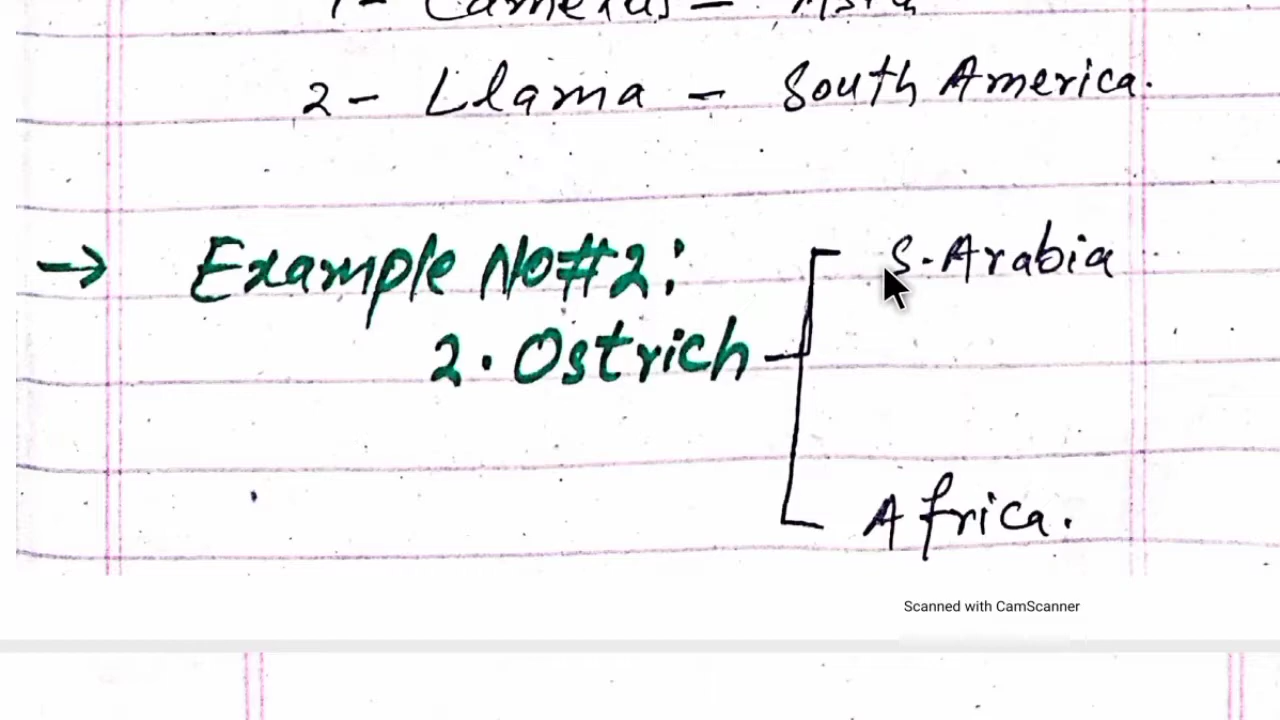 2 - Llama - South America.
→ Example No#2:
2. Ostrich
S. Arabia
Africa.
Scanned with CamScanner